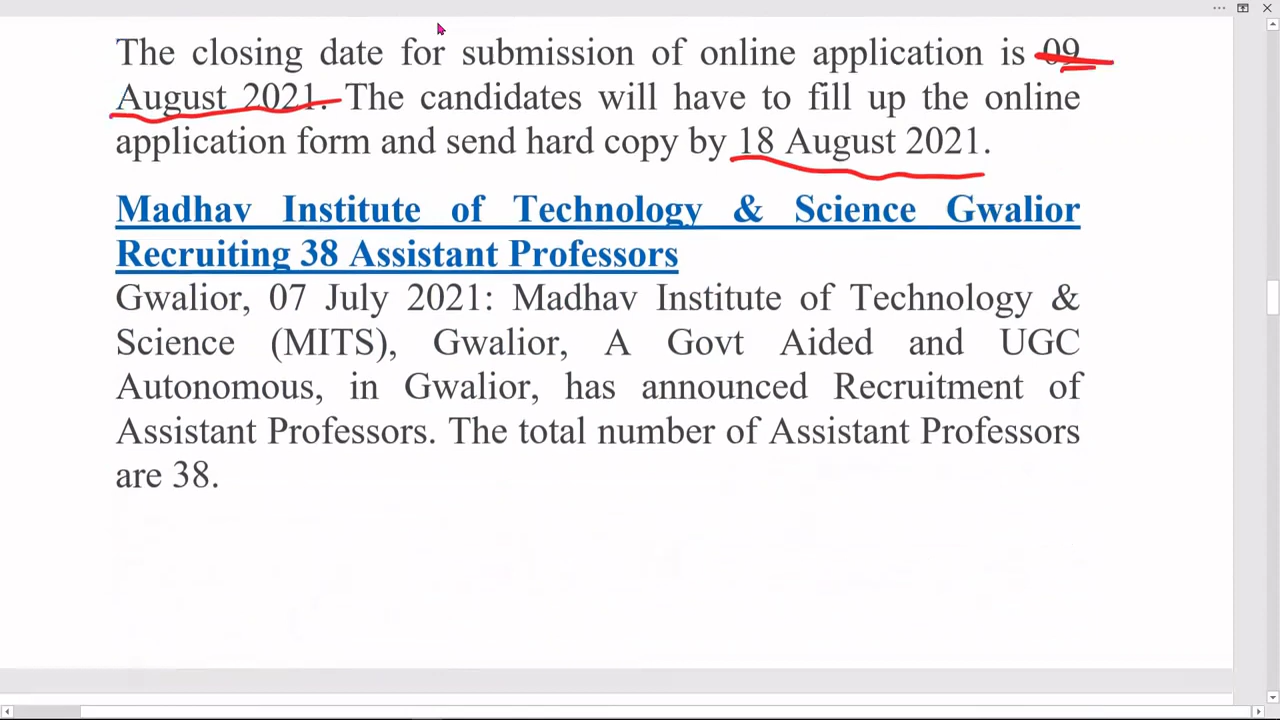 The closing date for submission of online application is 09
August 2021. The candidates will have to fill up the online
application form and send hard copy by 18 August 2021.
Madhav Institute of Technology & Science Gwalior
Recruiting 38 Assistant Professors
Gwalior, 07 July 2021: Madhav Institute of Technology &
Science (MITS), Gwalior, A Govt Aided and UGC
Autonomous, in Gwalior, has announced Recruitment of
Assistant Professors. The total number of Assistant Professors
are 38.